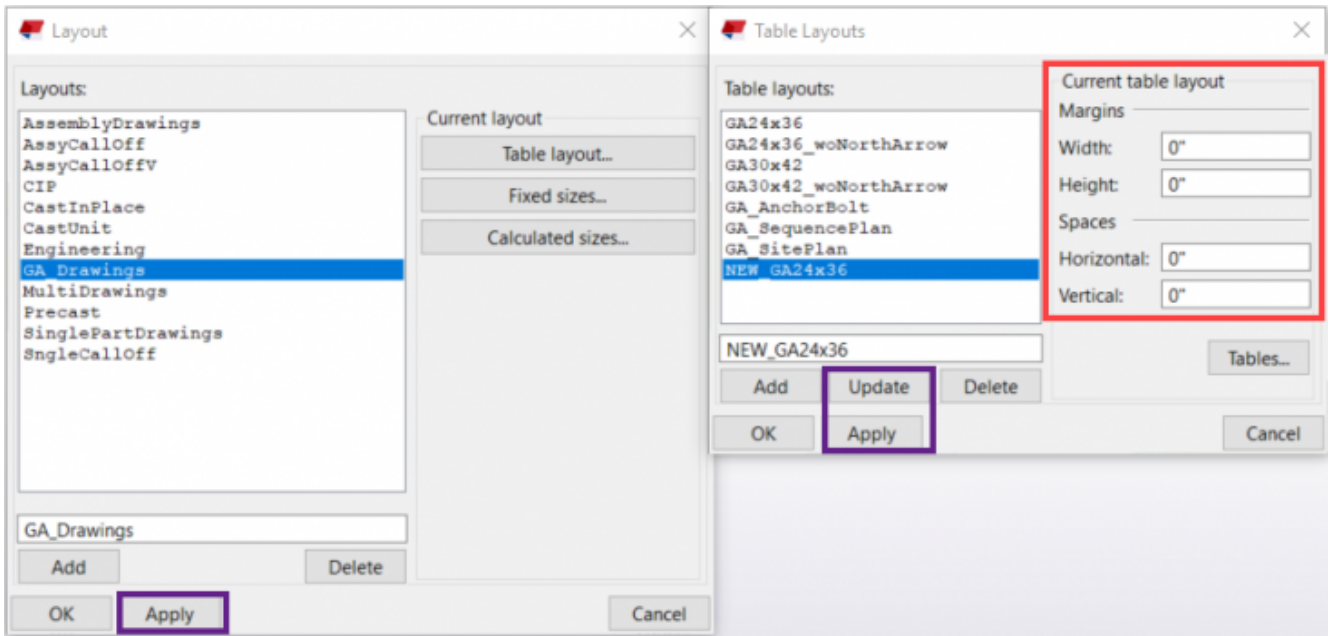 Layout
Layouts:
AssemblyDrawings
AssyCallOff
AssyCallOffV
CIP
CastInPlace
CastUnit
Engineering
GA_Drawings
MultiDrawings
Precast
SinglePartDrawings
SngleCallOff
GA_Drawings
Add
Delete
OK
Apply
Cancel
Current layout
Table layout...
Fixed sizes...
Calculated sizes...
Table Layouts
Table layouts:
GA24x36
GA24x36_woNorthArrow
GA30x42
GA30x42_woNorthArrow
GA_AnchorBolt
GA_SequencePlan
GA_SitePlan
NEW_GA24x36
NEW_GA24x36
Add
Update
Delete
OK
Apply
Cancel
Current table layout
Margins
Width: 0"
Height: 0"
Spaces
Horizontal: 0"
Vertical: 0"
Tables...